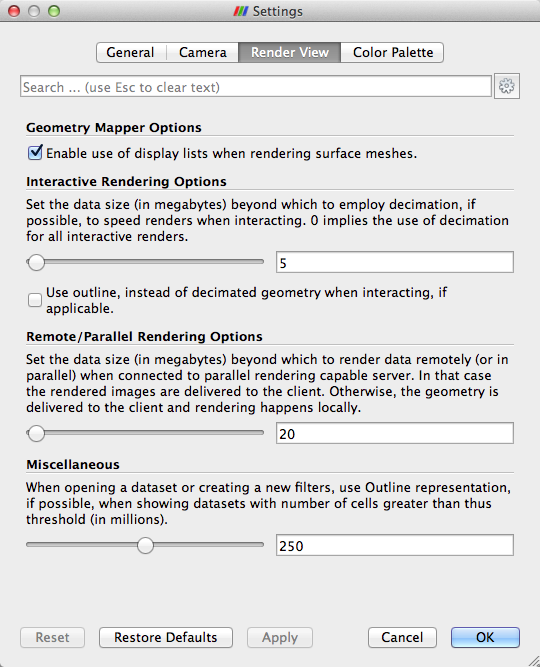 Settings
General Camera Render View Color Palette
Search ... (use Esc to clear text)
Geometry Mapper Options
Enable use of display lists when rendering surface meshes.
Interactive Rendering Options
Set the data size (in megabytes) beyond which to employ decimation, if
possible, to speed renders when interacting. 0 implies the use of decimation
for all interactive renders.
5
Use outline, instead of decimated geometry when interacting, if
applicable.
Remote/Parallel Rendering Options
Set the data size (in megabytes) beyond which to render data remotely (or in
parallel) when connected to parallel rendering capable server. In that case
the rendered images are delivered to the client. Otherwise, the geometry is
delivered to the client and rendering happens locally.
20
Miscellaneous
When opening a dataset or creating a new filters, use Outline representation,
if possible, when showing datasets with number of cells greater than thus
threshold (in millions).
250
Reset Restore Defaults Apply Cancel OK